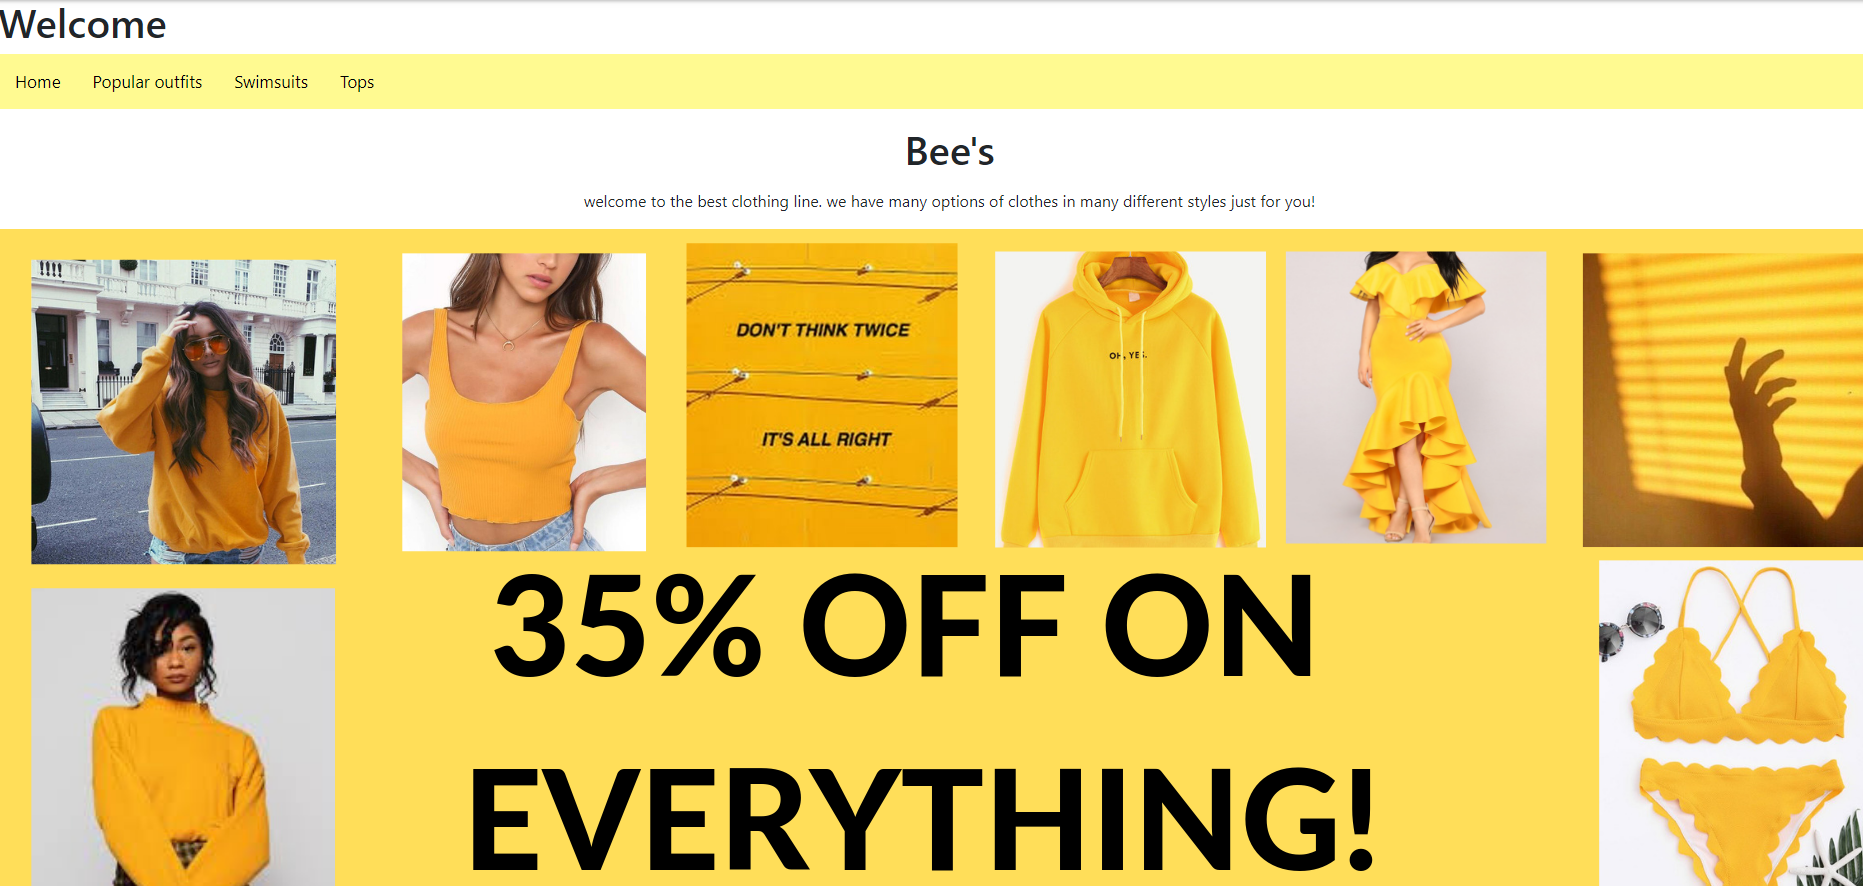 Welcome
Home Popular outfits Swimsuits Tops
Bee's
welcome to the best clothing line. we have many options of clothes in many different styles just for you!
DON'T THINK TWICE
IT'S ALL RIGHT
OH, YES.
35% OFF ON
EVERYTHING!